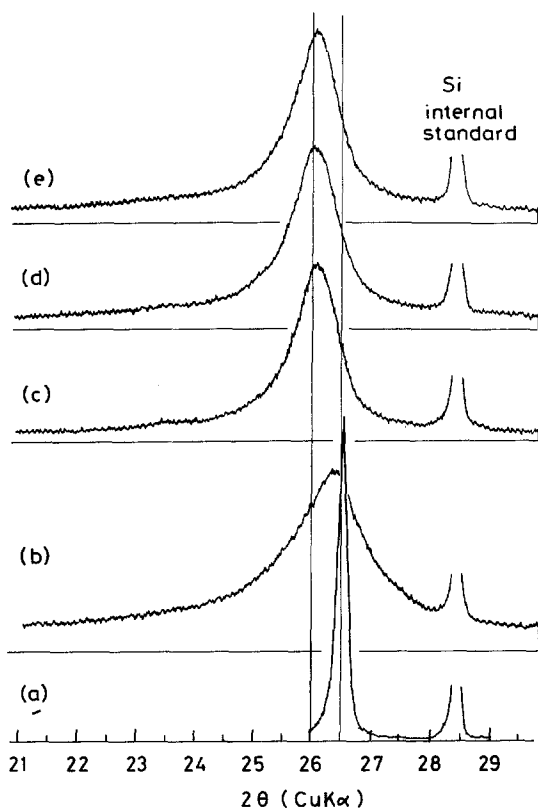 Si
internal
standard
(e)
(d)
(c)
(b)
(a)
21 22 23 24 25 26 27 28 29
2θ (CuKα)